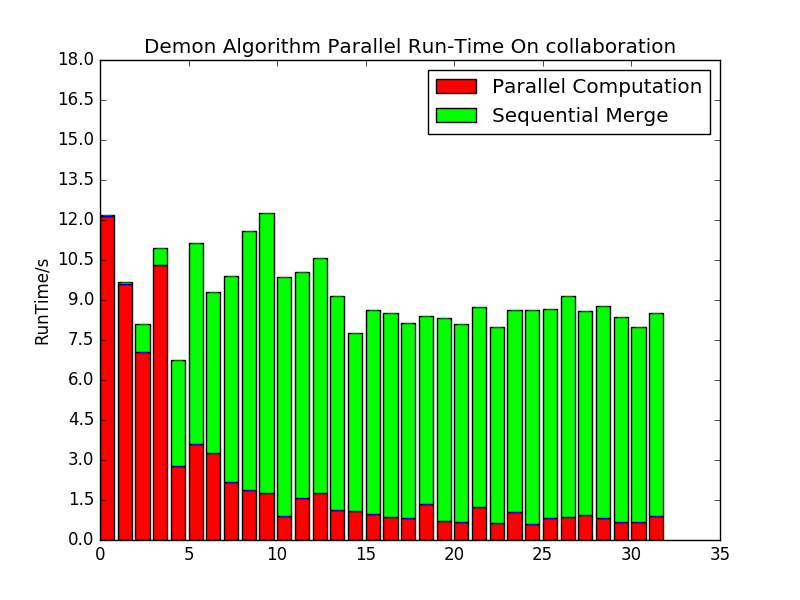 Demon Algorithm Parallel Run-Time On collaboration
18.0
16.5
15.0
13.5
12.0
10.5
9.0
7.5
6.0
4.5
3.0
1.5
0.0
RunTime/s
Parallel Computation
Sequential Merge
0 5 10 15 20 25 30 35